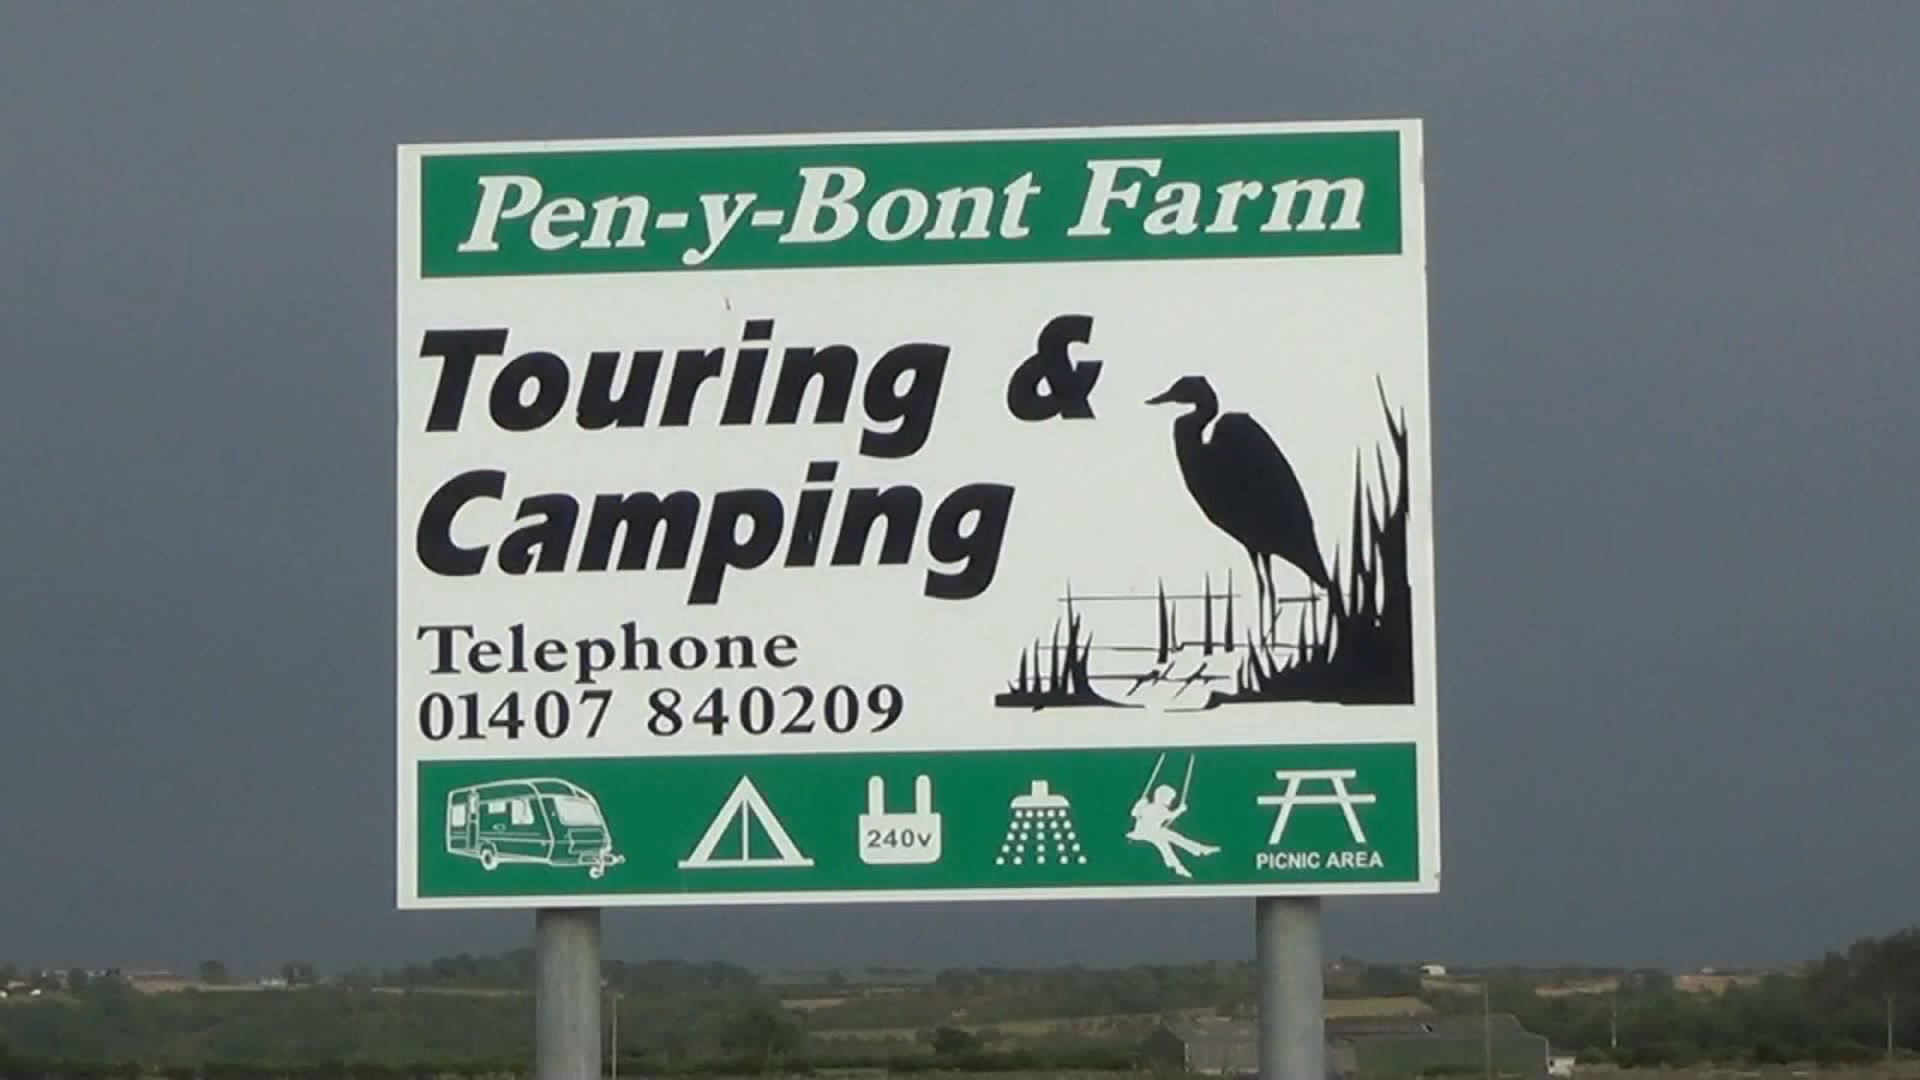 Pen-y-Bont Farm
Touring &
Camping
Telephone
01407 840209
240v
PICNIC AREA